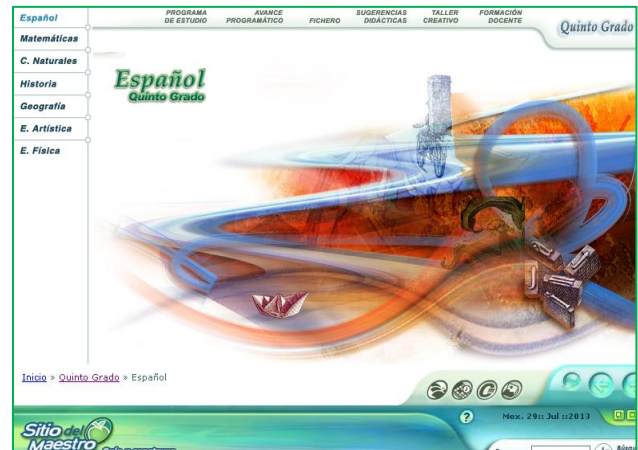 Español
Matemáticas
C. Naturales
Historia
Geografía
E. Artística
E. Física
PROGRAMA
DE ESTUDIO
AVANCE
PROGRAMÁTICO
FICHERO
SUGERENCIAS
DIDÁCTICAS
TALLER
CREATIVO
FORMACIÓN
DOCENTE
Quinto Grado
Español
Quinto Grado
Inicio » Quinto Grado » Español
?
Mex. 29:: Jul ::2013
Sitio del
Maestro